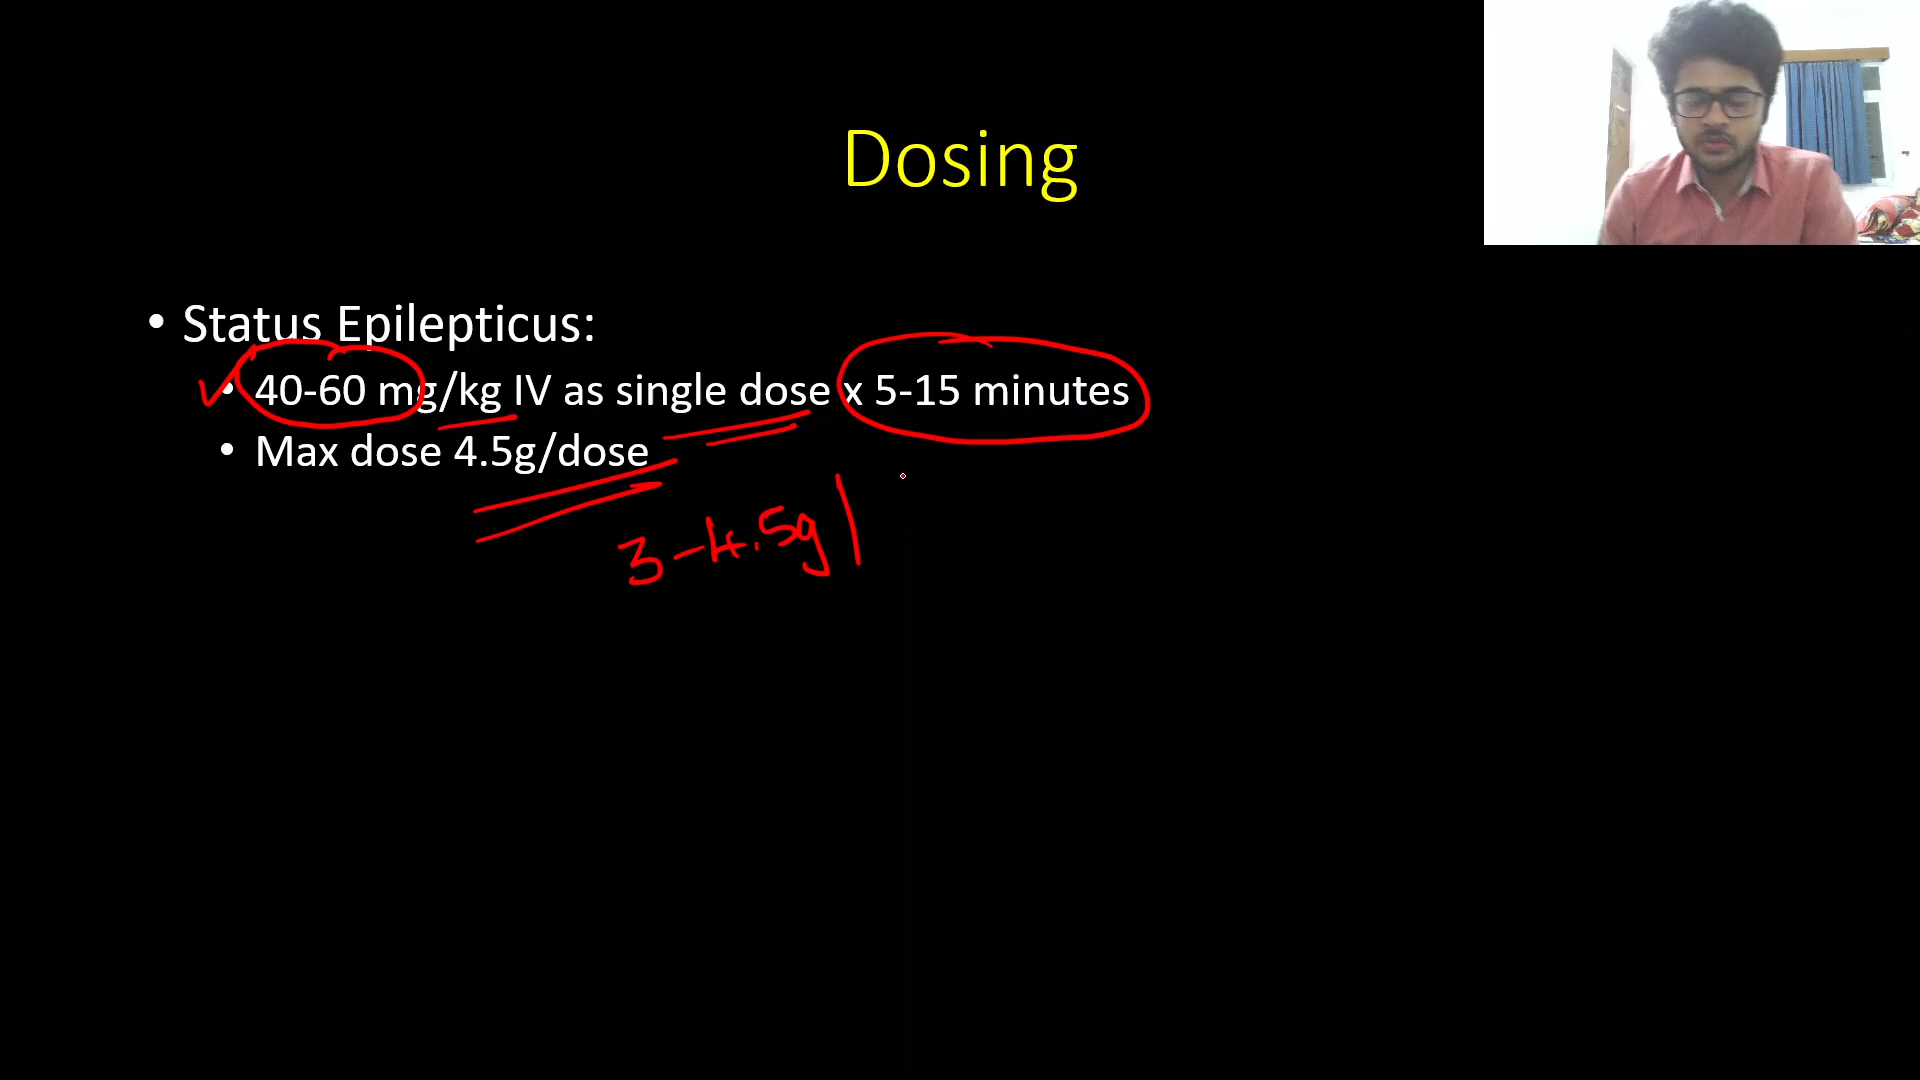 Dosing
• Status Epilepticus:
• 40-60 mg/kg IV as single dose x 5-15 minutes
• Max dose 4.5g/dose
3-4.5g|